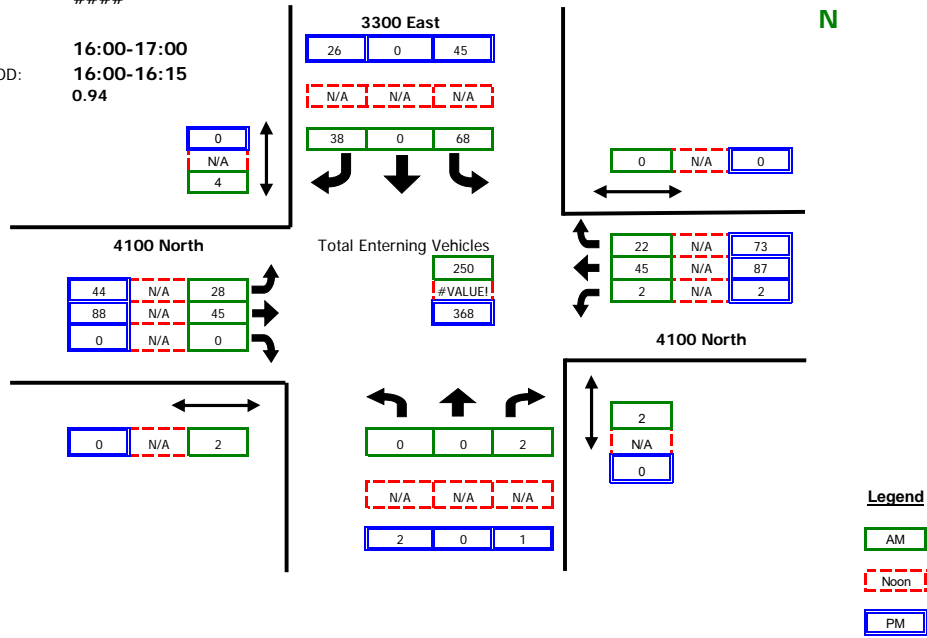 ####
3300 East
N
26 0 45
16:00-17:00
OD: 16:00-16:15
0.94
N/A N/A N/A
0
N/A
4
38 0 68
0 N/A 0
4100 North
Total Enterning Vehicles
22 N/A 73
45 N/A 87
2 N/A 2
250
#VALUE!
368
44 N/A 28
88 N/A 45
0 N/A 0
4100 North
0 N/A 2
0 0 2
2
N/A
0
N/A N/A N/A
2 0 1
Legend
AM
Noon
PM